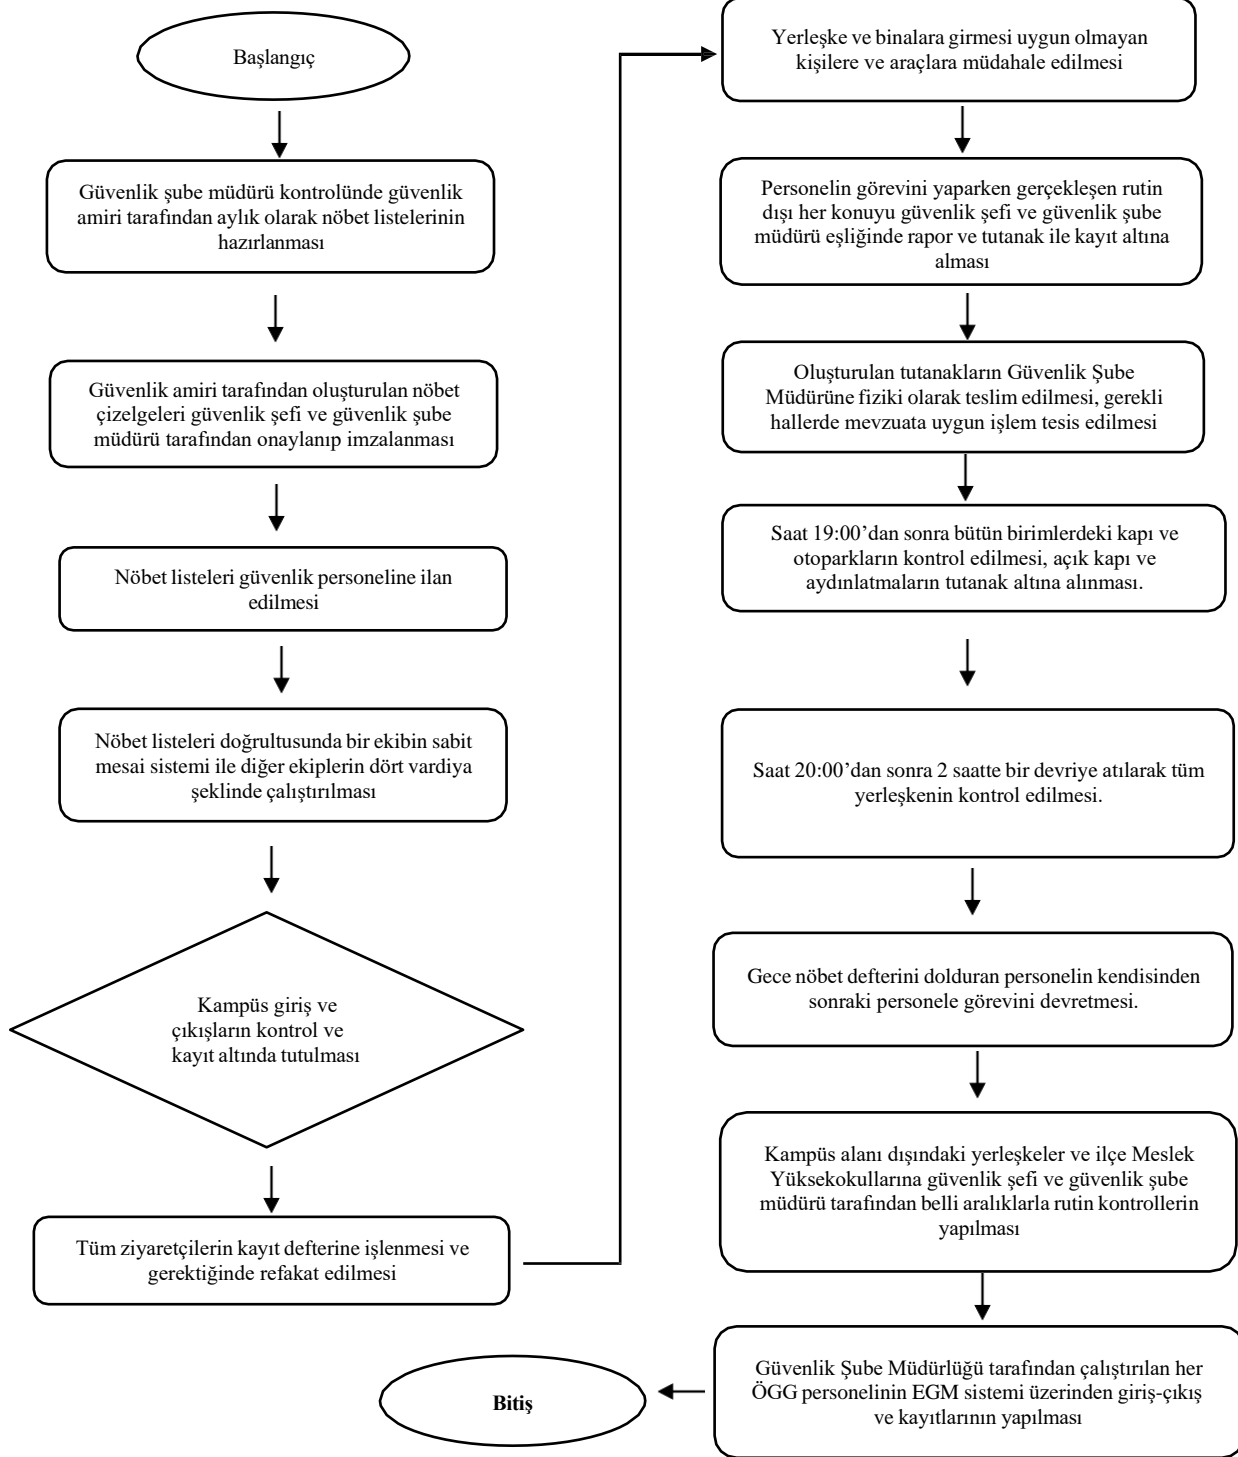 Başlangıç
Güvenlik şube müdürü kontrolünde güvenlik
amiri tarafından aylık olarak nöbet listelerinin
hazırlanması
Güvenlik amiri tarafından oluşturulan nöbet
çizelgeleri güvenlik şefi ve güvenlik şube
müdürü tarafından onaylanıp imzalanması
Nöbet listeleri güvenlik personeline ilan
edilmesi
Nöbet listeleri doğrultusunda bir ekibin sabit
mesai sistemi ile diğer ekiplerin dört vardiya
şeklinde çalıştırılması
Kampüs giriş ve
çıkışların kontrol ve
kayıt altında tutulması
Tüm ziyaretçilerin kayıt defterine işlenmesi ve
gerektiğinde refakat edilmesi
Yerleşke ve binalara girmesi uygun olmayan
kişilere ve araçlara müdahale edilmesi
Personelin görevini yaparken gerçekleşen rutin
dışı her konuyu güvenlik şefi ve güvenlik şube
müdürü eşliğinde rapor ve tutanak ile kayıt altına
alması
Oluşturulan tutanakların Güvenlik Şube
Müdürüne fiziki olarak teslim edilmesi, gerekli
hallerde mevzuata uygun işlem tesis edilmesi
Saat 19:00’dan sonra bütün birimlerdeki kapı ve
otoparkların kontrol edilmesi, açık kapı ve
aydınlatmaların tutanak altına alınması.
Saat 20:00’dan sonra 2 saatte bir devriye atılarak tüm
yerleşkenin kontrol edilmesi.
Gece nöbet defterini dolduran personelin kendisinden
sonraki personele görevini devretmesi.
Kampüs alanı dışındaki yerleşkeler ve ilçe Meslek
Yüksekokullarına güvenlik şefi ve güvenlik şube
müdürü tarafından belli aralıklarla rutin kontrollerin
yapılması
Güvenlik Şube Müdürlüğü tarafından çalıştırılan her
ÖGG personelinin EGM sistemi üzerinden giriş-çıkış
ve kayıtlarının yapılması
Bitiş